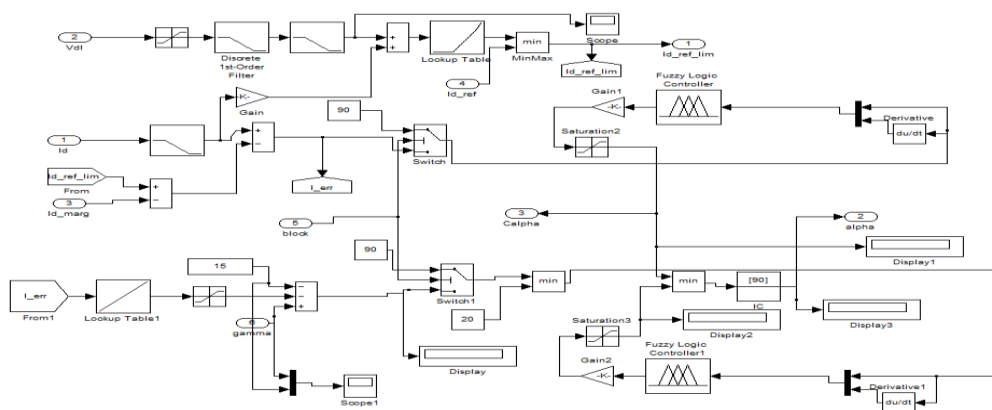 2
Vdl
Discrete
1st-Order
Filter
+
+
Lookup Table
4
Id_ref
min
MinMax
Scope
1
Id_ref_lim
Id_ref_lim
-K-
Gain
1
Id
+
-
90
Switch
Gain1
-K-
Fuzzy Logic
Controller
Derivative
du/dt
Saturation2
Id_ref_lim
From
3
Id_marg
+
-
I_err
5
block
3
Calpha
2
alpha
Display1
15
90
Switch1
min
20
min
[90]
IC
Display3
I_err
From1
Lookup Table1
-
-
+
6
gamma
Display
Saturation3
Display2
Gain2
-K-
Fuzzy Logic
Controller1
Derivative1
du/dt
Scope1